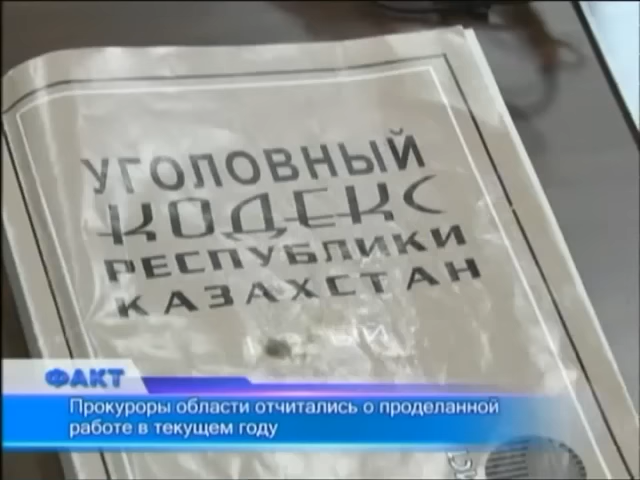 УГОЛОВНЫЙ
КОДЕКС
РЕСПУБЛИКИ
КАЗАХСТАН
ФАКТ
Прокуроры области отчитались о проделанной
работе в текущем году